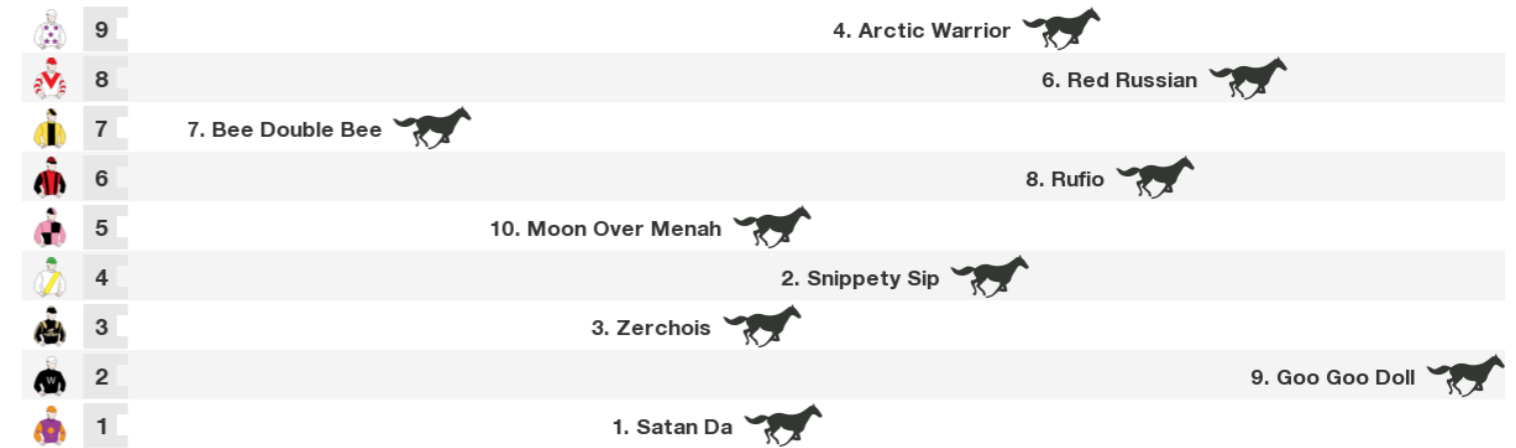 9 4. Arctic Warrior
8 6. Red Russian
7 7. Bee Double Bee
6 8. Rufio
5 10. Moon Over Menah
4 2. Snippety Sip
3 3. Zerchois
W 2 9. Goo Goo Doll
1 1. Satan Da